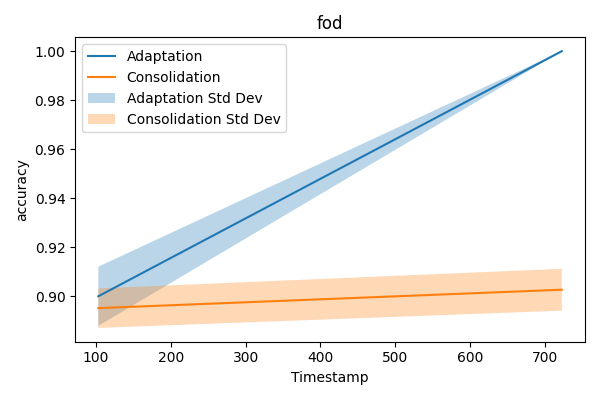 fod
1.00
0.98
0.96
0.94
0.92
0.90
accuracy
Adaptation
Consolidation
Adaptation Std Dev
Consolidation Std Dev
100 200 300 400 500 600 700
Timestamp